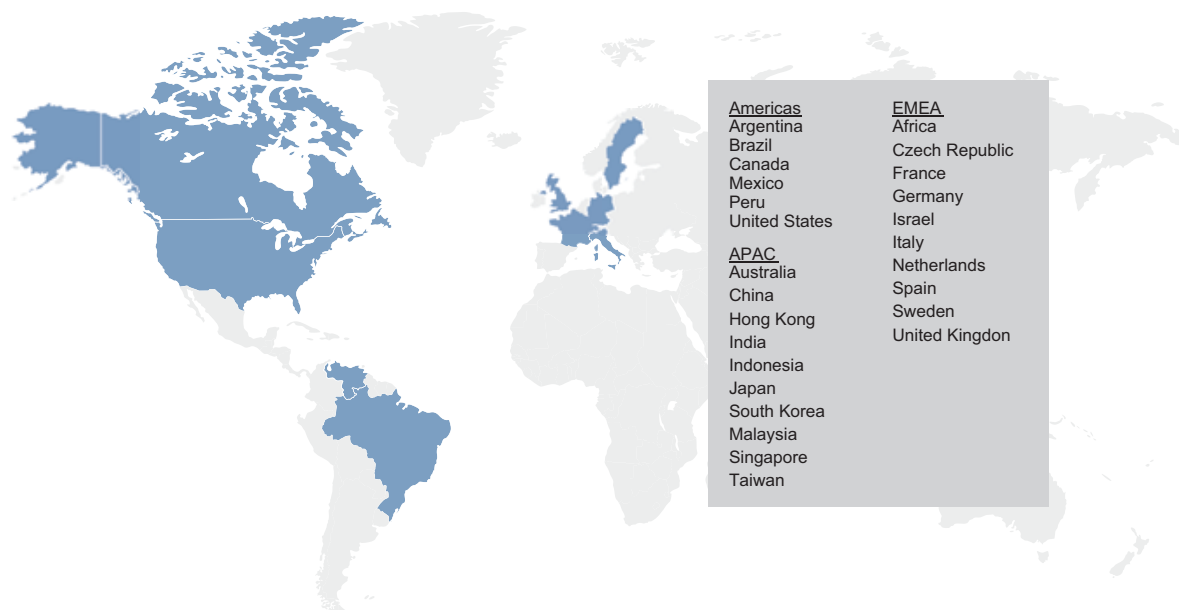 Americas
Argentina
Brazil
Canada
Mexico
Peru
United States
APAC
Australia
China
Hong Kong
India
Indonesia
Japan
South Korea
Malaysia
Singapore
Taiwan
EMEA
Africa
Czech Republic
France
Germany
Israel
Italy
Netherlands
Spain
Sweden
United Kingdon